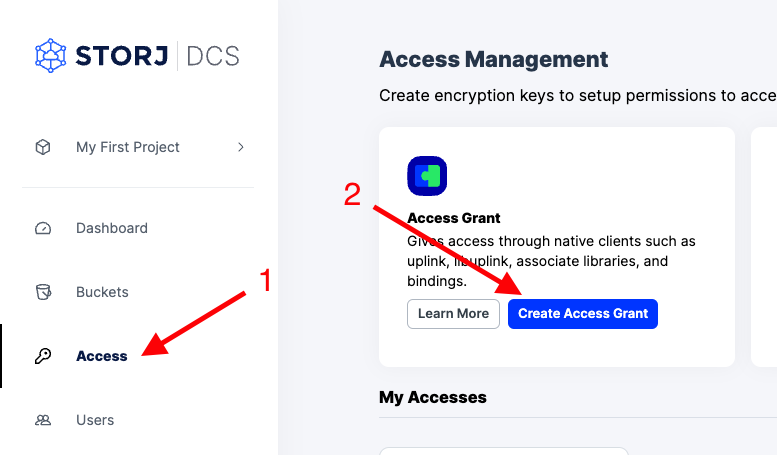 STORJ DCS
My First Project
Dashboard
Buckets
1
Access
Users
Access Management
Create encryption keys to setup permissions to acce
2
Access Grant
Gives access through native clients such as
uplink, libuplink, associate libraries, and
bindings.
Learn More
Create Access Grant
My Accesses